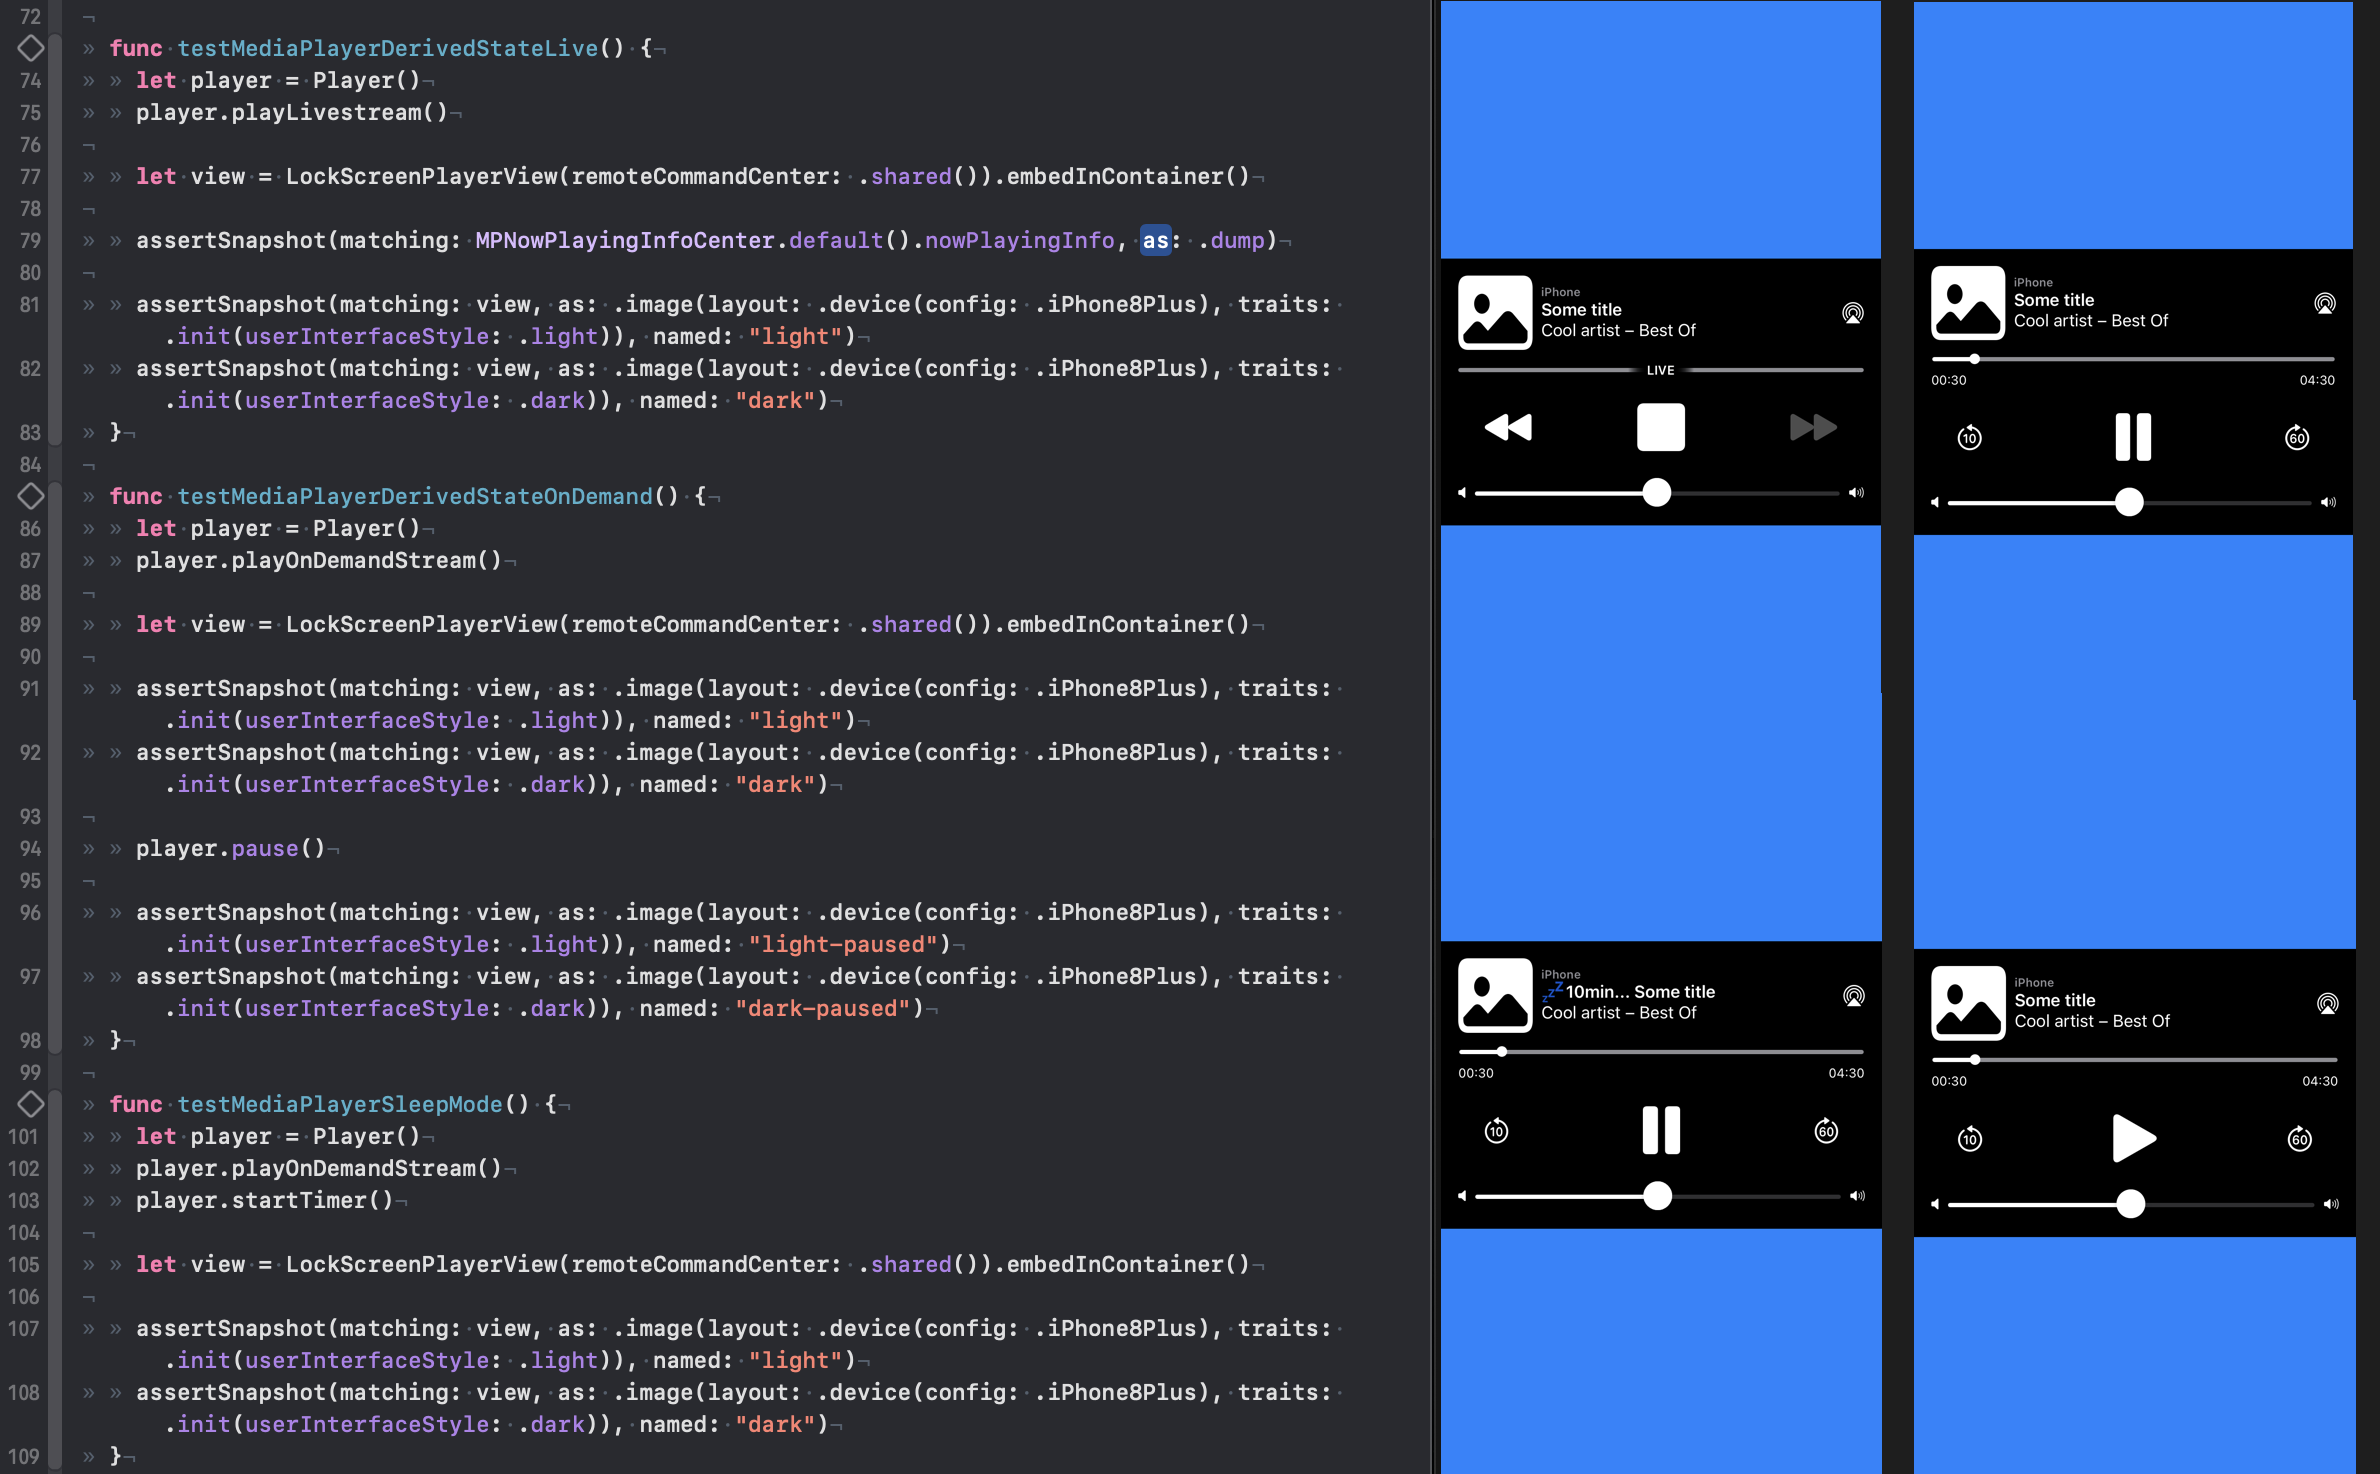 72
func testMediaPlayerDerivedStateLive() {
74 let player = Player()
75 player.playLivestream()
76
77 let view = LockScreenPlayerView(remoteCommandCenter: .shared()).embedInContainer()
78
79 assertSnapshot(matching: MPNowPlayingInfoCenter.default().nowPlayingInfo, as: .dump)
80
81 assertSnapshot(matching: view, as: .image(layout: .device(config: .iPhone8Plus), traits:
.init(userInterfaceStyle: .light)), named: "light")
82 assertSnapshot(matching: view, as: .image(layout: .device(config: .iPhone8Plus), traits:
.init(userInterfaceStyle: .dark)), named: "dark")
83 }
84
func testMediaPlayerDerivedStateOnDemand() {
86 let player = Player()
87 player.playOnDemandStream()
88
89 let view = LockScreenPlayerView(remoteCommandCenter: .shared()).embedInContainer()
90
91 assertSnapshot(matching: view, as: .image(layout: .device(config: .iPhone8Plus), traits:
.init(userInterfaceStyle: .light)), named: "light")
92 assertSnapshot(matching: view, as: .image(layout: .device(config: .iPhone8Plus), traits:
.init(userInterfaceStyle: .dark)), named: "dark")
93
94 player.pause()
95
96 assertSnapshot(matching: view, as: .image(layout: .device(config: .iPhone8Plus), traits:
.init(userInterfaceStyle: .light)), named: "light-paused")
97 assertSnapshot(matching: view, as: .image(layout: .device(config: .iPhone8Plus), traits:
.init(userInterfaceStyle: .dark)), named: "dark-paused")
98 }
99
func testMediaPlayerSleepMode() {
101 let player = Player()
102 player.playOnDemandStream()
103 player.startTimer()
104
105 let view = LockScreenPlayerView(remoteCommandCenter: .shared()).embedInContainer()
106
107 assertSnapshot(matching: view, as: .image(layout: .device(config: .iPhone8Plus), traits:
.init(userInterfaceStyle: .light)), named: "light")
108 assertSnapshot(matching: view, as: .image(layout: .device(config: .iPhone8Plus), traits:
.init(userInterfaceStyle: .dark)), named: "dark")
109 }
iPhone
Some title
Cool artist – Best Of
LIVE
iPhone
Some title
Cool artist – Best Of
00:30 04:30
10 60
iPhone
💤10min... Some title
Cool artist – Best Of
00:30 04:30
10 60
iPhone
Some title
Cool artist – Best Of
00:30 04:30
10 60